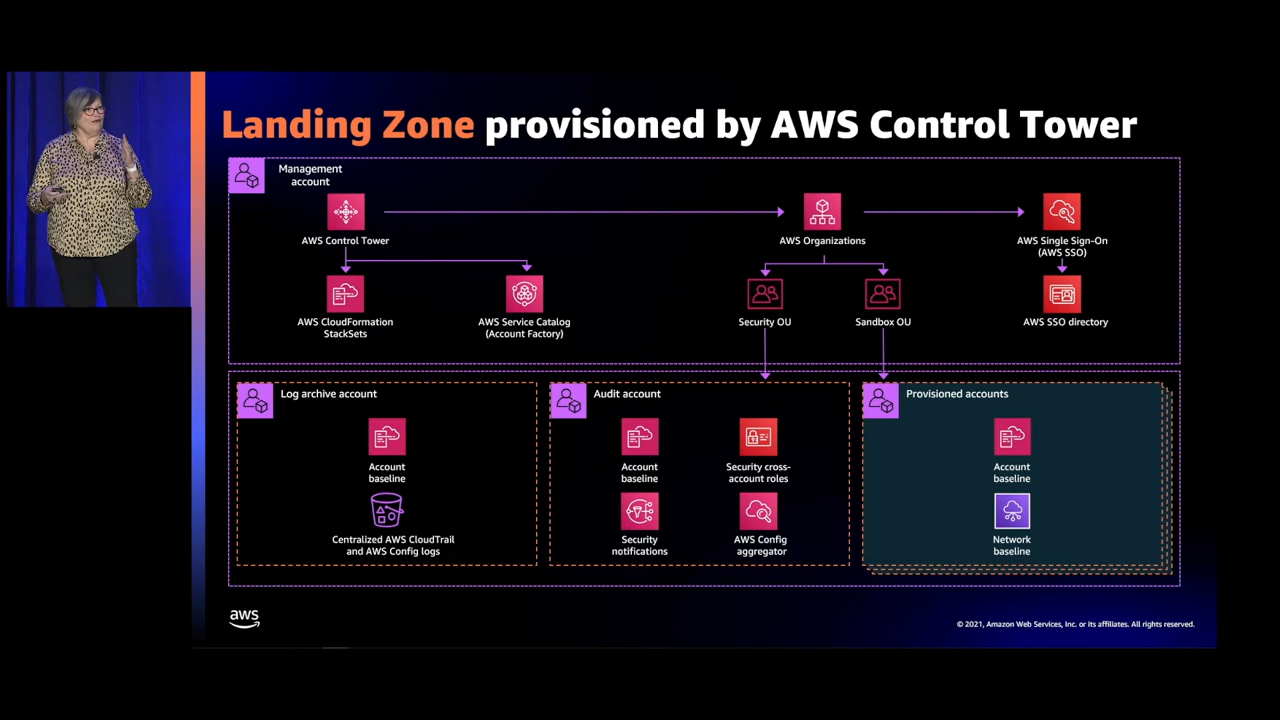 Landing Zone provisioned by AWS Control Tower
Management
account
AWS Control Tower
AWS Organizations
AWS Single Sign-On
(AWS SSO)
AWS CloudFormation
StackSets
AWS Service Catalog
(Account Factory)
Security OU
Sandbox OU
AWS SSO directory
Log archive account
Account
baseline
Centralized AWS CloudTrail
and AWS Config logs
Audit account
Account
baseline
Security cross-
account roles
Security
notifications
AWS Config
aggregator
Provisioned accounts
Account
baseline
Network
baseline
aws
© 2021, Amazon Web Services, Inc. or its affiliates. All rights reserved.